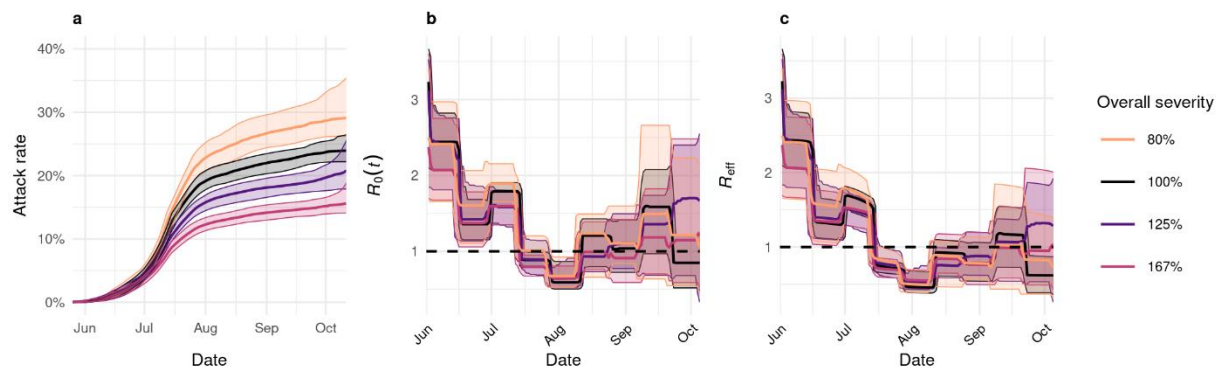 a
40%
30%
20%
10%
0%
Attack rate
Jun Jul Aug Sep Oct
Date
b
3
2
1
R₀(t)
Jun Jul Aug Sep Oct
Date
c
3
2
1
Reff
Jun Jul Aug Sep Oct
Date
Overall severity
80%
100%
125%
167%